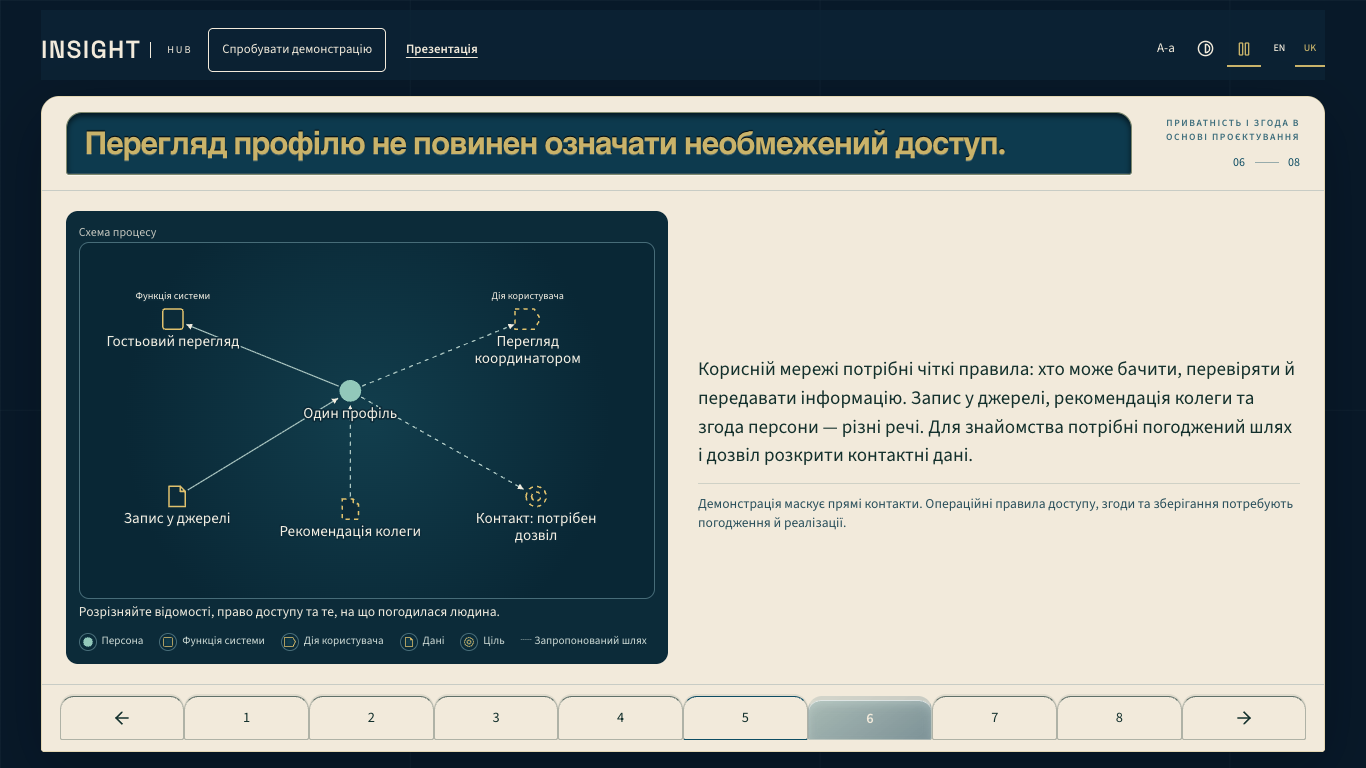 INSIGHT | HUB
Спробувати демонстрацію
Презентація
A-a
EN
UK
Перегляд профілю не повинен означати необмежений доступ.
ПРИВАТНІСТЬ І ЗГОДА В
ОСНОВІ ПРОЄКТУВАННЯ
06 — 08
Схема процесу
Функція системи
Гостьовий перегляд
Дія користувача
Перегляд
координатором
Один профіль
Запис у джерелі
Рекомендація колеги
Контакт: потрібен
дозвіл
Розрізняйте відомості, право доступу та те, на що погодилася людина.
Персона
Функція системи
Дія користувача
Дані
Ціль
Запропонований шлях
Корисній мережі потрібні чіткі правила: хто може бачити, перевіряти й
передавати інформацію. Запис у джерелі, рекомендація колеги та
згода персони — різні речі. Для знайомства потрібні погоджений шлях
і дозвіл розкрити контактні дані.
Демонстрація маскує прямі контакти. Операційні правила доступу, згоди та зберігання потребують
погодження й реалізації.
← 1 2 3 4 5 6 7 8 →